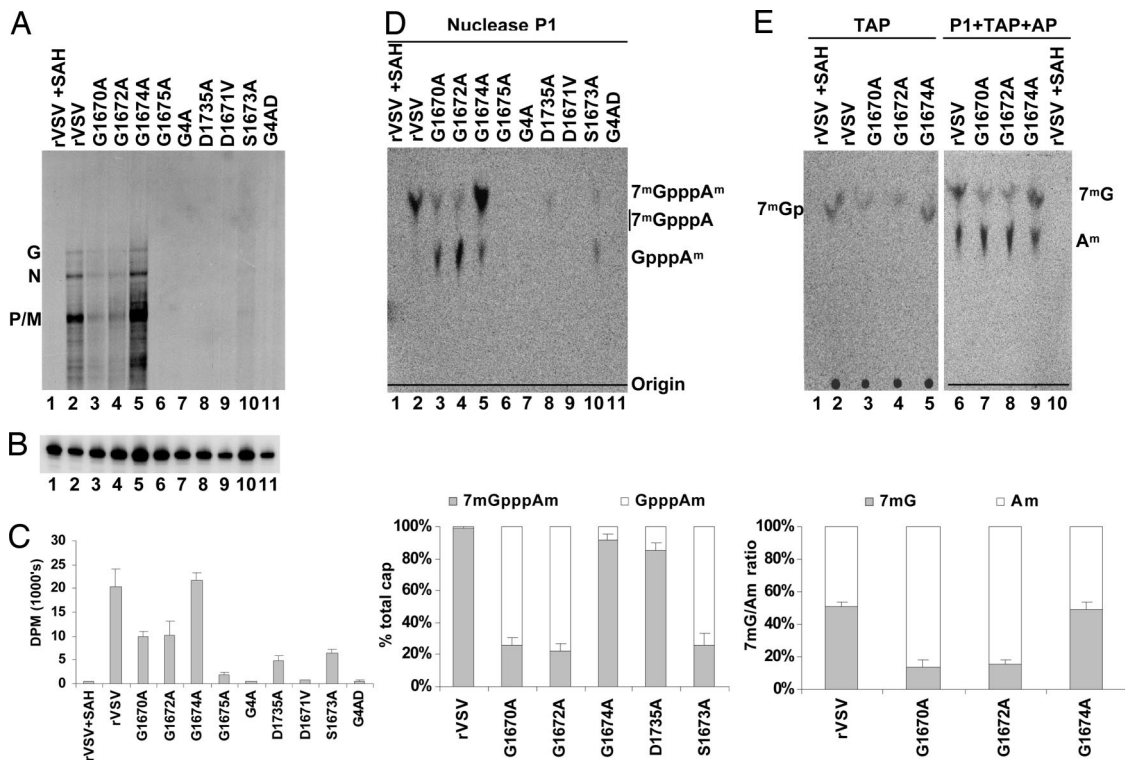 A
rVSV +SAH
rVSV
G1670A
G1672A
G1674A
G1675A
G4A
D1735A
D1671V
S1673A
G4AD
G
N
P/M
1 2 3 4 5 6 7 8 9 10 11
B
1 2 3 4 5 6 7 8 9 10 11
C
DPM (1000's)
30
25
20
15
10
5
0
rVSV+SAH
rVSV
G1670A
G1672A
G1674A
G1675A
G4A
D1735A
D1671V
S1673A
G4AD
D
Nuclease P1
rVSV +SAH
rVSV
G1670A
G1672A
G1674A
G1675A
G4A
D1735A
D1671V
S1673A
G4AD
7mGpppAm
7mGpppA
GpppAm
Origin
1 2 3 4 5 6 7 8 9 10 11
7mGpppAm GpppAm
% total cap
100%
80%
60%
40%
20%
0%
rVSV
G1670A
G1672A
G1674A
D1735A
S1673A
E
TAP P1+TAP+AP
rVSV +SAH
rVSV
G1670A
G1672A
G1674A
rVSV
G1670A
G1672A
G1674A
rVSV +SAH
7mGp
7mG
Am
1 2 3 4 5 6 7 8 9 10
7mG Am
7mG/Am ratio
100%
80%
60%
40%
20%
0%
rVSV
G1670A
G1672A
G1674A